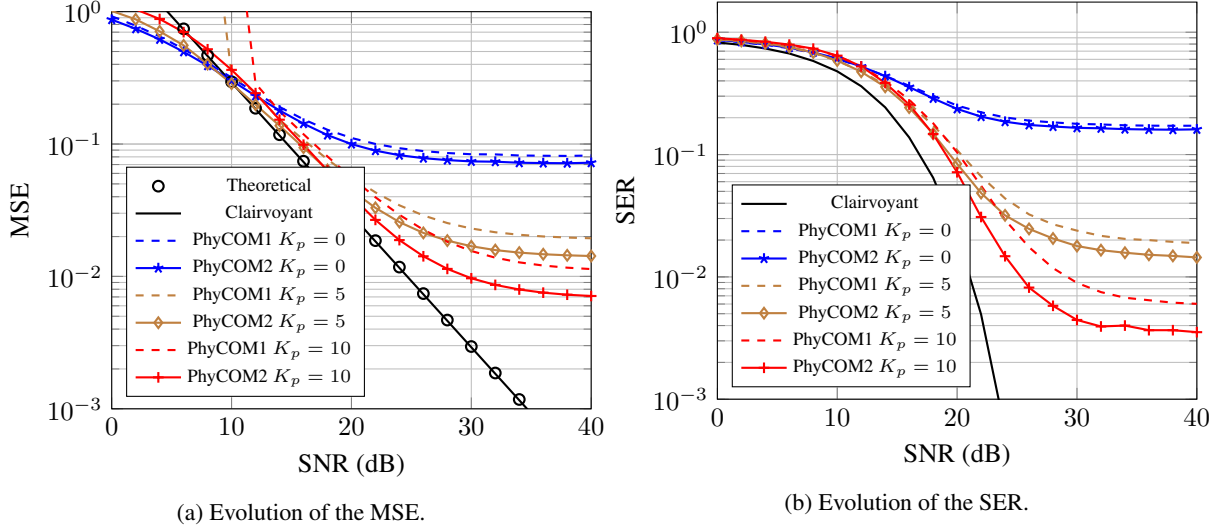 10^0
10^{-1}
10^{-2}
10^{-3}
MSE
0
10
20
30
40
SNR (dB)
Theoretical
Clairvoyant
PhyCOM1 K_p = 0
PhyCOM2 K_p = 0
PhyCOM1 K_p = 5
PhyCOM2 K_p = 5
PhyCOM1 K_p = 10
PhyCOM2 K_p = 10
(a) Evolution of the MSE.
10^0
10^{-1}
10^{-2}
10^{-3}
SER
0
10
20
30
40
SNR (dB)
Clairvoyant
PhyCOM1 K_p = 0
PhyCOM2 K_p = 0
PhyCOM1 K_p = 5
PhyCOM2 K_p = 5
PhyCOM1 K_p = 10
PhyCOM2 K_p = 10
(b) Evolution of the SER.